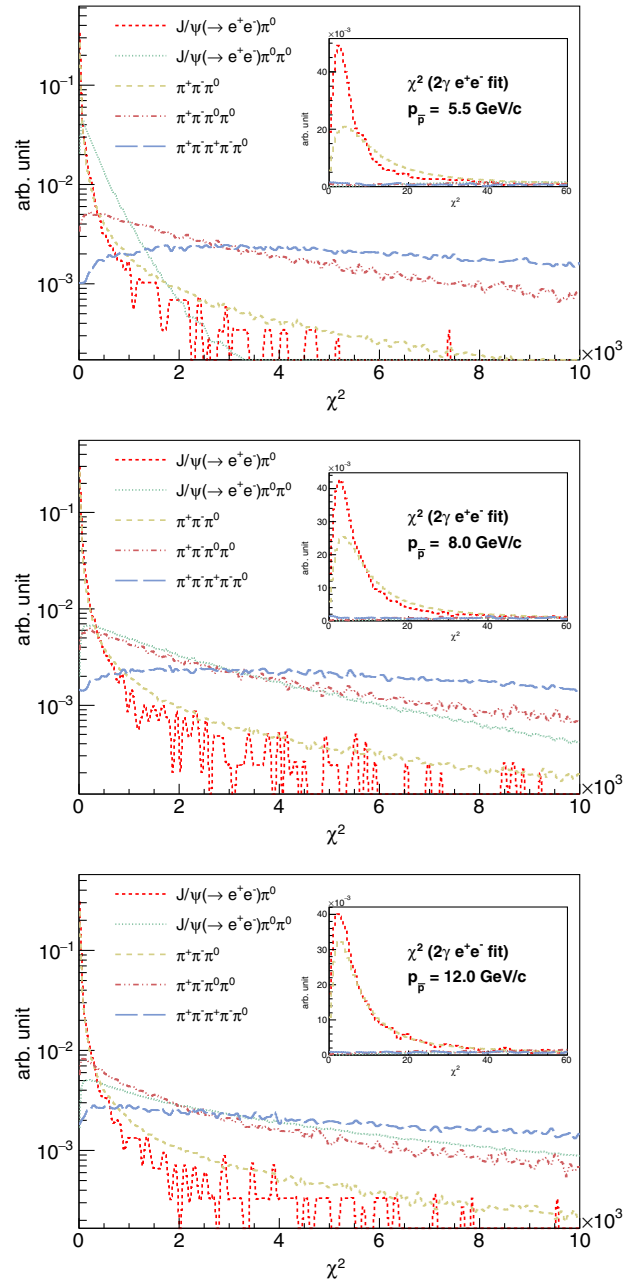 J/ψ(→ e⁺e⁻)π⁰
J/ψ(→ e⁺e⁻)π⁰π⁰
π⁺π⁻π⁰
π⁺π⁻π⁰π⁰
π⁺π⁻π⁺π⁻π⁰
×10⁻³
40
20
0
arb. unit
χ² (2γ e⁺e⁻ fit)
p_p̅ = 5.5 GeV/c
0 20 40 60
χ²
10⁻¹
10⁻²
10⁻³
arb. unit
0 2 4 6 8 10
×10³
χ²
J/ψ(→ e⁺e⁻)π⁰
J/ψ(→ e⁺e⁻)π⁰π⁰
π⁺π⁻π⁰
π⁺π⁻π⁰π⁰
π⁺π⁻π⁺π⁻π⁰
×10⁻³
40
30
20
10
0
arb. unit
χ² (2γ e⁺e⁻ fit)
p_p̅ = 8.0 GeV/c
0 20 40 60
χ²
10⁻¹
10⁻²
10⁻³
arb. unit
0 2 4 6 8 10
×10³
χ²
J/ψ(→ e⁺e⁻)π⁰
J/ψ(→ e⁺e⁻)π⁰π⁰
π⁺π⁻π⁰
π⁺π⁻π⁰π⁰
π⁺π⁻π⁺π⁻π⁰
×10⁻³
40
30
20
10
0
arb. unit
χ² (2γ e⁺e⁻ fit)
p_p̅ = 12.0 GeV/c
0 20 40 60
χ²
10⁻¹
10⁻²
10⁻³
arb. unit
0 2 4 6 8 10
×10³
χ²